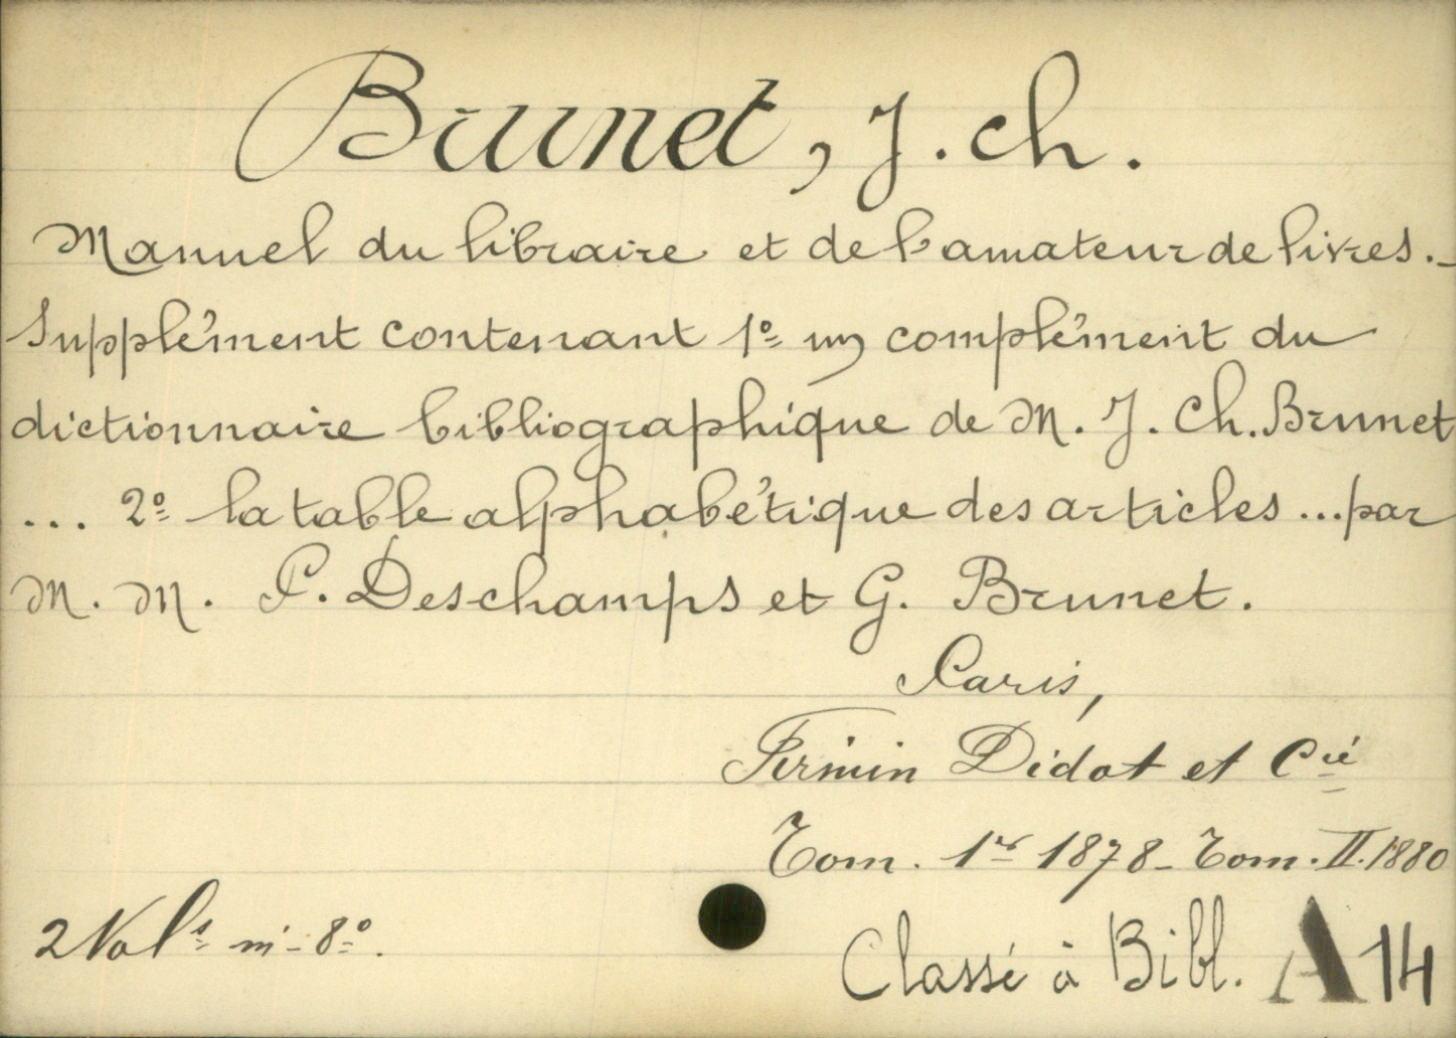 Brunet, J. Ch.
Manuel du libraire et de l'amateur de livres. -
Supplément contenant 1º un complément du
dictionnaire bibliographique de M. J. Ch. Brunet
... 2º la table alphabétique des articles ... par
M. M. P. Deschamps et G. Brunet.
Paris,
Firmin Didot et Cie
Tom. 1er 1878 - Tom. II. 1880
2 Vols in-8º.
Classé à Bibl. A 14